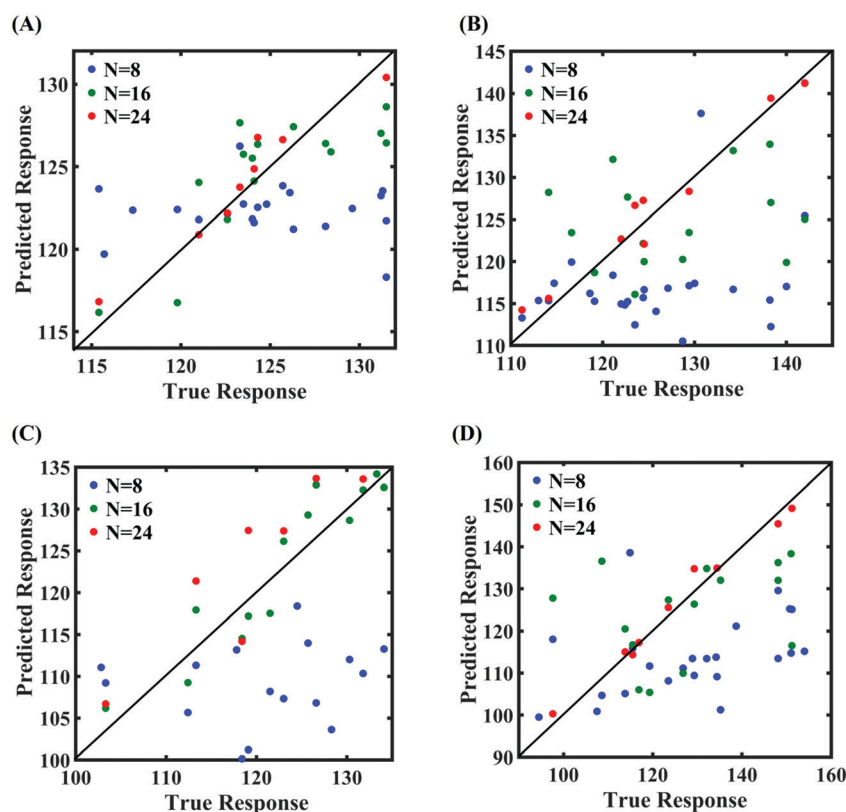 (A)
N=8
N=16
N=24
130
125
120
115
Predicted Response
115 120 125 130
True Response
(B)
N=8
N=16
N=24
145
140
135
130
125
120
115
110
Predicted Response
110 120 130 140
True Response
(C)
N=8
N=16
N=24
135
130
125
120
115
110
105
100
Predicted Response
100 110 120 130
True Response
(D)
N=8
N=16
N=24
160
150
140
130
120
110
100
90
Predicted Response
100 120 140 160
True Response